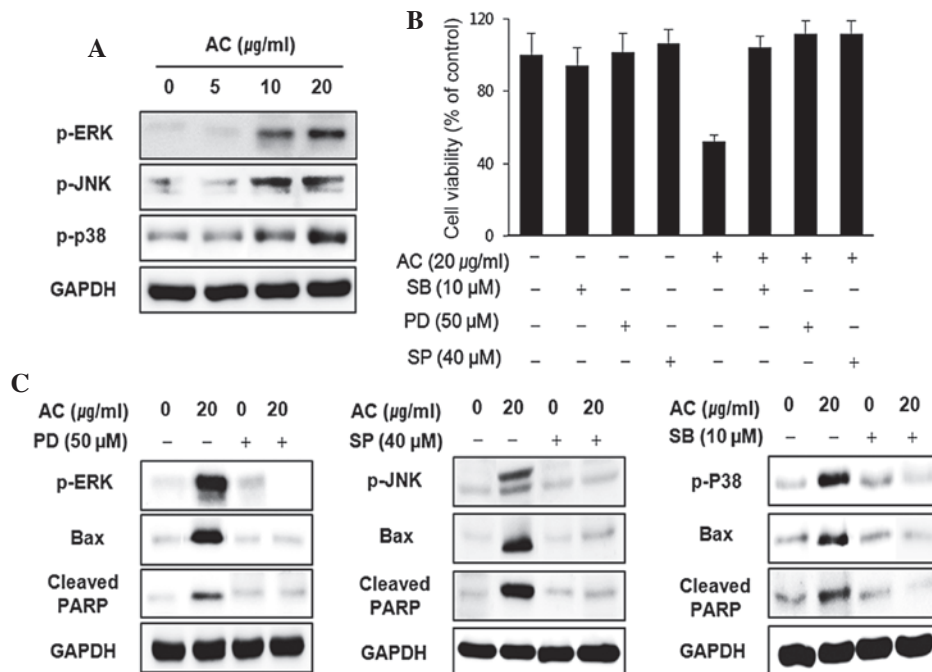 A
AC (μg/ml)
0 5 10 20
p-ERK
p-JNK
p-p38
GAPDH
B
Cell viability (% of control)
120
80
40
0
AC (20 μg/ml) – – – – + + + +
SB (10 μM) – + – – – + – –
PD (50 μM) – – + – – – + –
SP (40 μM) – – – + – – – +
C
AC (μg/ml) 0 20 0 20
PD (50 μM) – – + +
p-ERK
Bax
Cleaved
PARP
GAPDH
AC (μg/ml) 0 20 0 20
SP (40 μM) – – + +
p-JNK
Bax
Cleaved
PARP
GAPDH
AC (μg/ml) 0 20 0 20
SB (10 μM) – – + +
p-P38
Bax
Cleaved
PARP
GAPDH